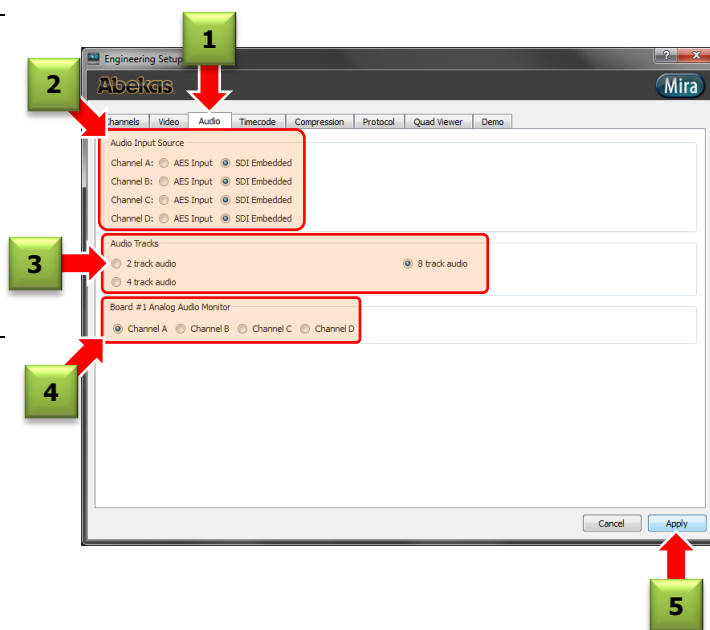 1
Engineering Setup
2
Abekas
Mira
Channels Video Audio Timecode Compression Protocol Quad Viewer Demo
Audio Input Source
Channel A: AES Input SDI Embedded
Channel B: AES Input SDI Embedded
Channel C: AES Input SDI Embedded
Channel D: AES Input SDI Embedded
Audio Tracks
3
2 track audio 8 track audio
4 track audio
Board #1 Analog Audio Monitor
Channel A Channel B Channel C Channel D
4
Cancel Apply
5